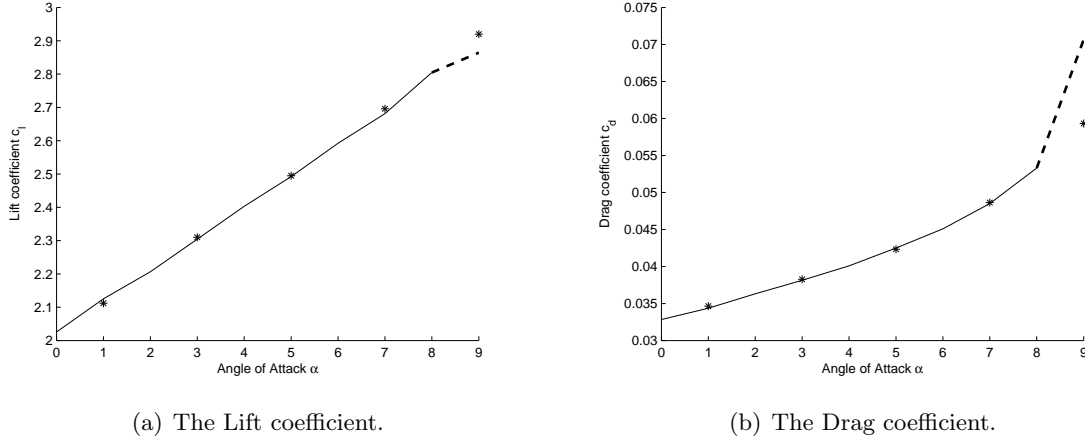 3
2.9
2.8
2.7
2.6
2.5
2.4
2.3
2.2
2.1
2
Lift coefficient c_l
0 1 2 3 4 5 6 7 8 9
Angle of Attack α
(a) The Lift coefficient.
0.075
0.07
0.065
0.06
0.055
0.05
0.045
0.04
0.035
0.03
Drag coefficient c_d
0 1 2 3 4 5 6 7 8 9
Angle of Attack α
(b) The Drag coefficient.